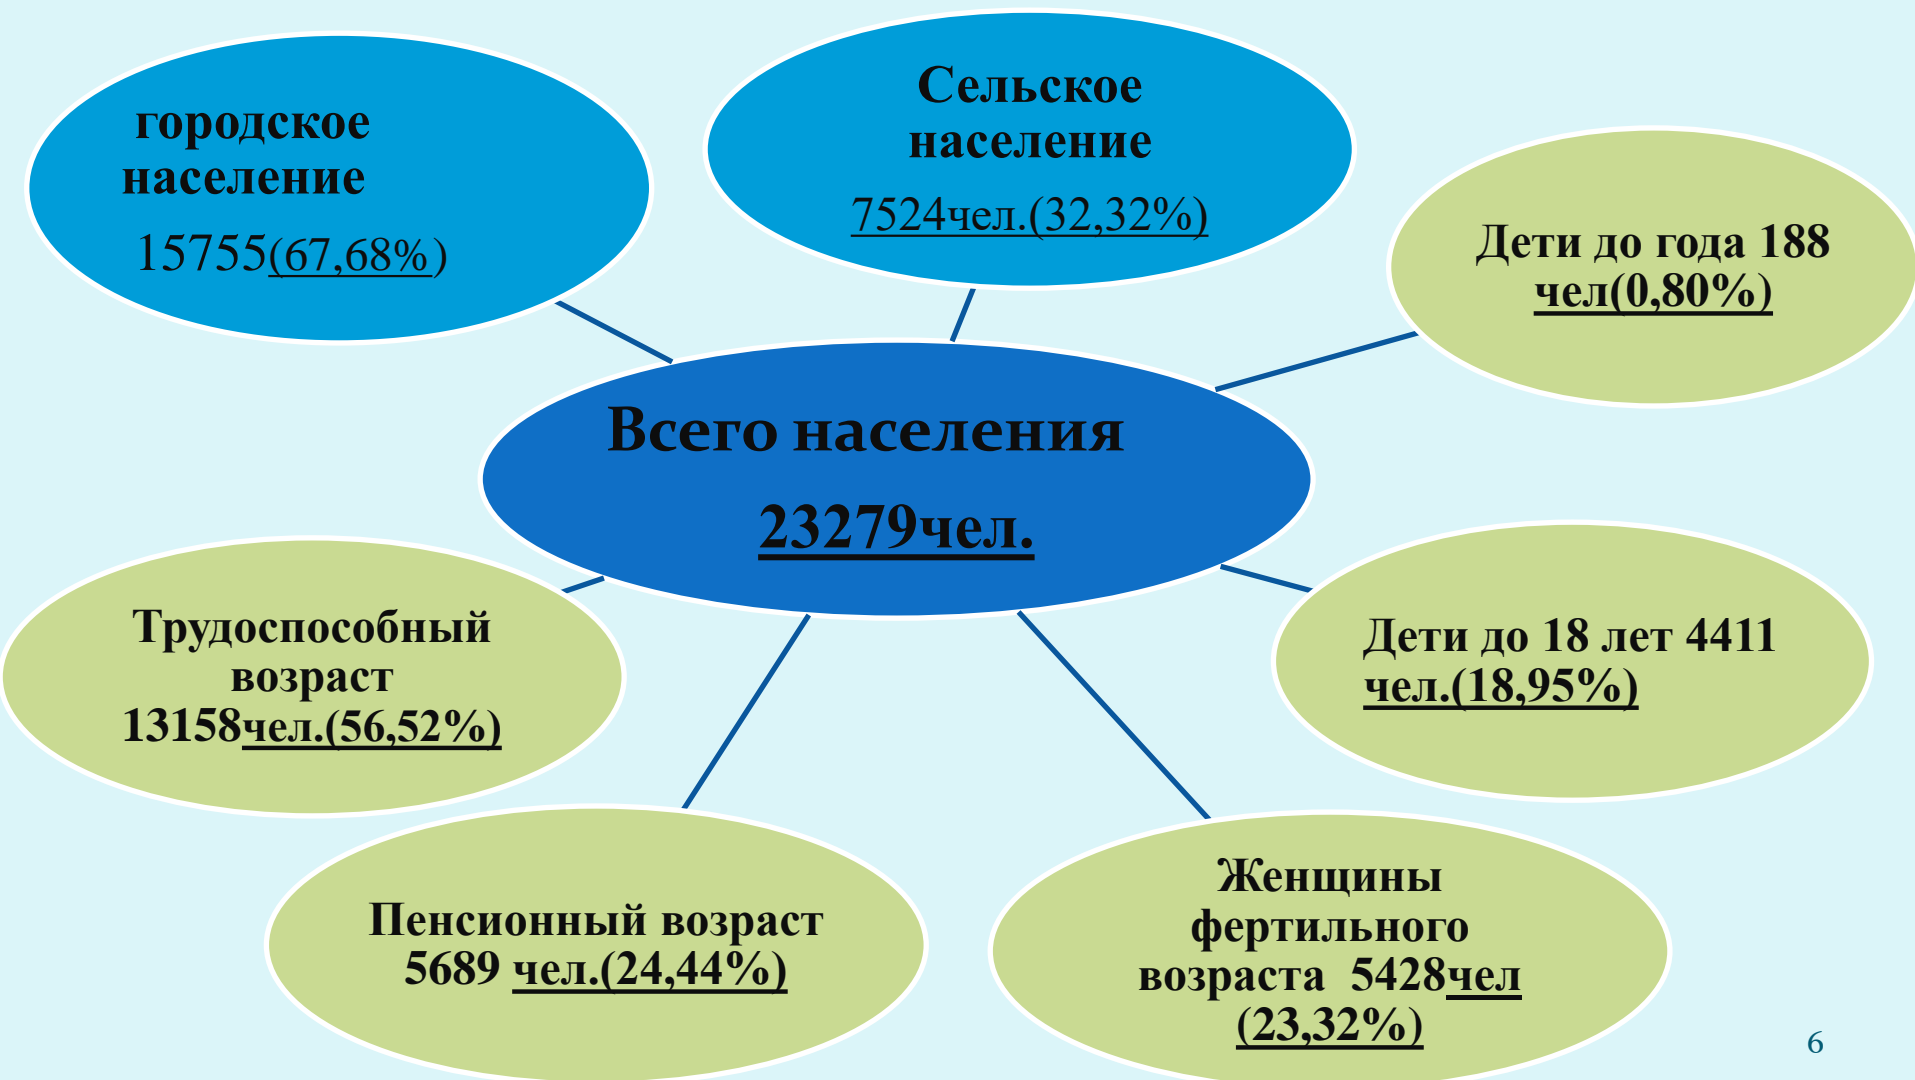 городское
население
15755(67,68%)
Сельское
население
7524чел.(32,32%)
Дети до года 188
чел(0,80%)
Всего населения
23279чел.
Трудоспособный
возраст
13158чел.(56,52%)
Дети до 18 лет 4411
чел.(18,95%)
Пенсионный возраст
5689 чел.(24,44%)
Женщины
фертильного
возраста 5428чел
(23,32%)
6